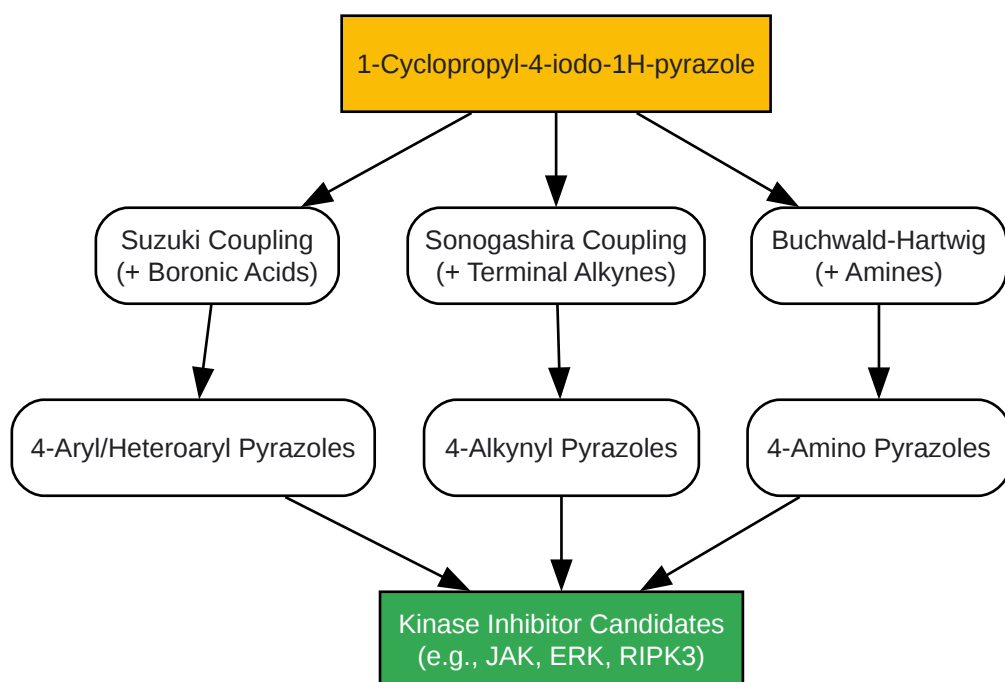 1-Cyclopropyl-4-iodo-1H-pyrazole
Suzuki Coupling
(+ Boronic Acids)
Sonogashira Coupling
(+ Terminal Alkynes)
Buchwald-Hartwig
(+ Amines)
4-Aryl/Heteroaryl Pyrazoles
4-Alkynyl Pyrazoles
4-Amino Pyrazoles
Kinase Inhibitor Candidates
(e.g., JAK, ERK, RIPK3)